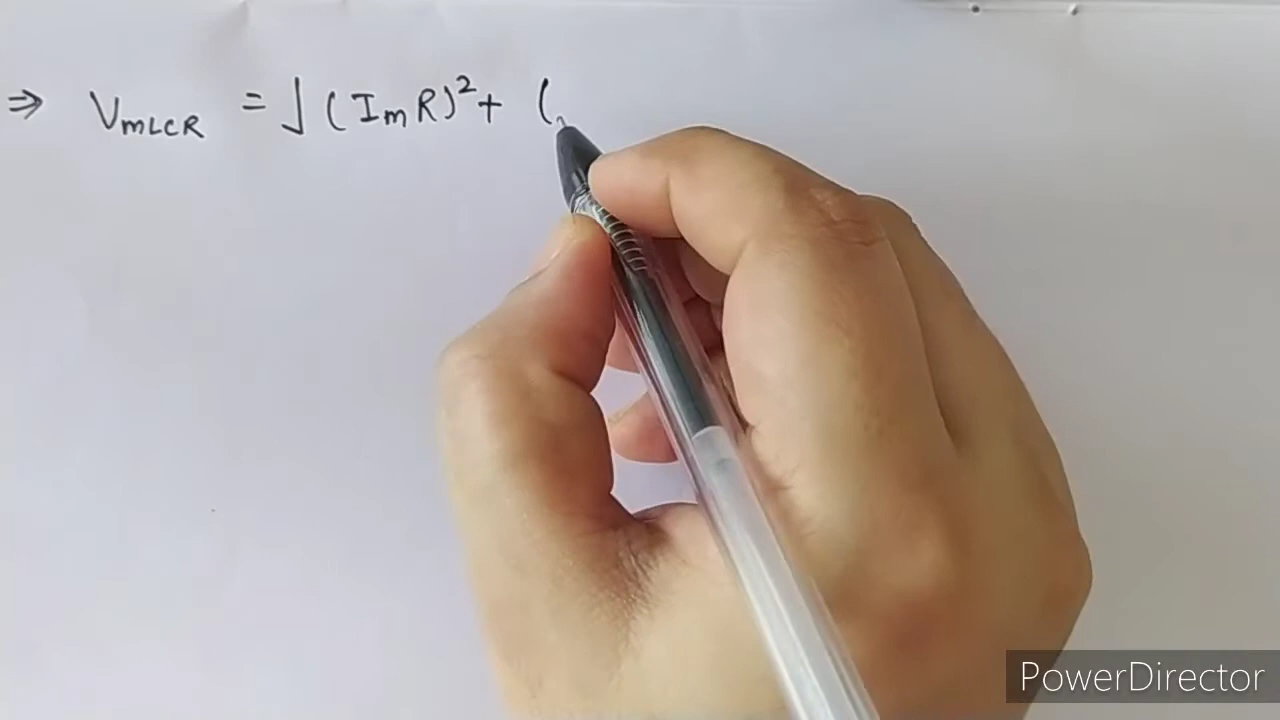 ⇒ VmLCR = √(ImR)² + (
PowerDirector